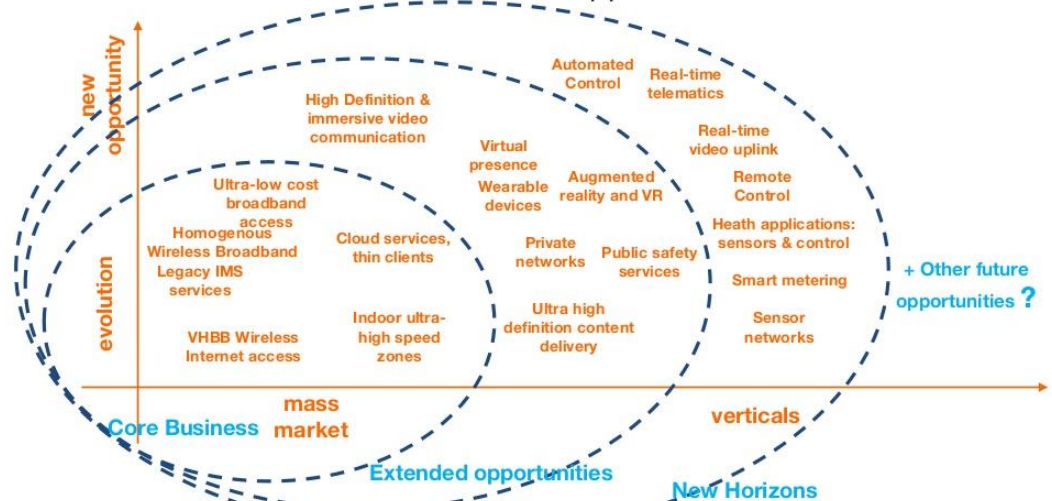 new
opportunity
evolution
Automated
Control
Real-time
telematics
High Definition &
immersive video
communication
Real-time
video uplink
Virtual
presence
Wearable
devices
Augmented
reality and VR
Remote
Control
Ultra-low cost
broadband
access
Homogenous
Wireless Broadband
Legacy IMS
services
Cloud services,
thin clients
Private
networks
Public safety
services
Heath applications:
sensors & control
Smart metering
+ Other future
opportunities ?
VHBB Wireless
Internet access
Indoor ultra-
high speed
zones
Ultra high
definition content
delivery
Sensor
networks
mass
market
verticals
Core Business
Extended opportunities
New Horizons